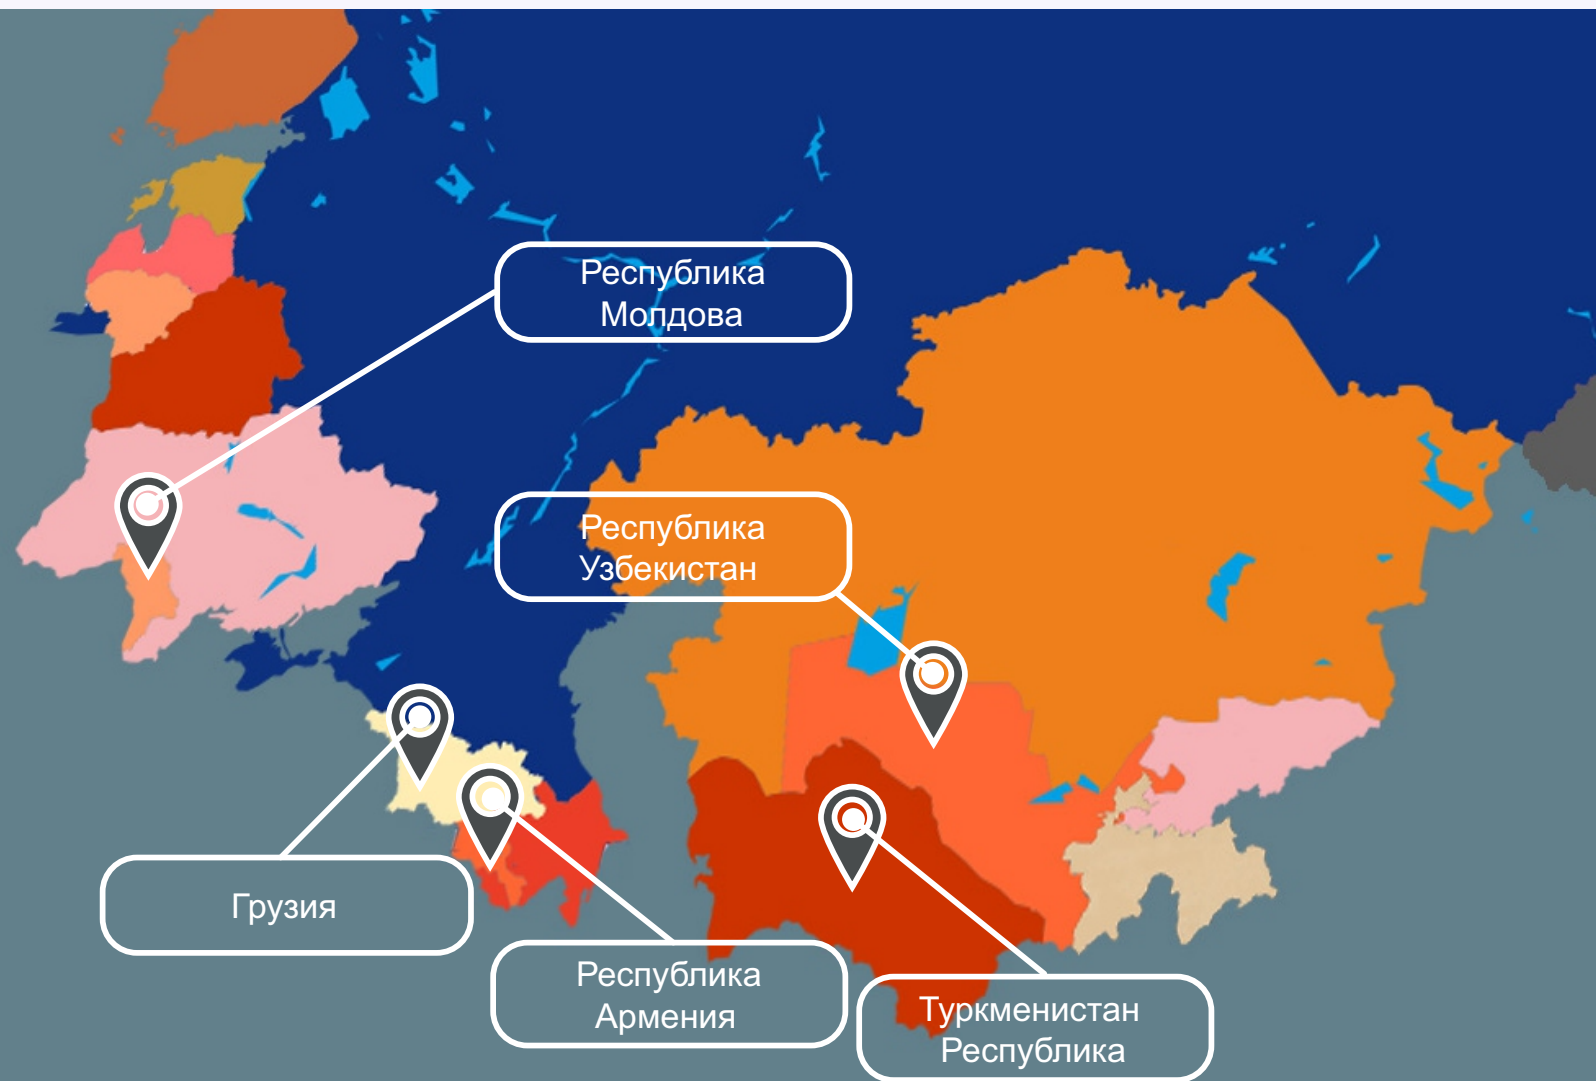 Республика
Молдова
Республика
Узбекистан
Грузия
Республика
Армения
Туркменистан
Республика